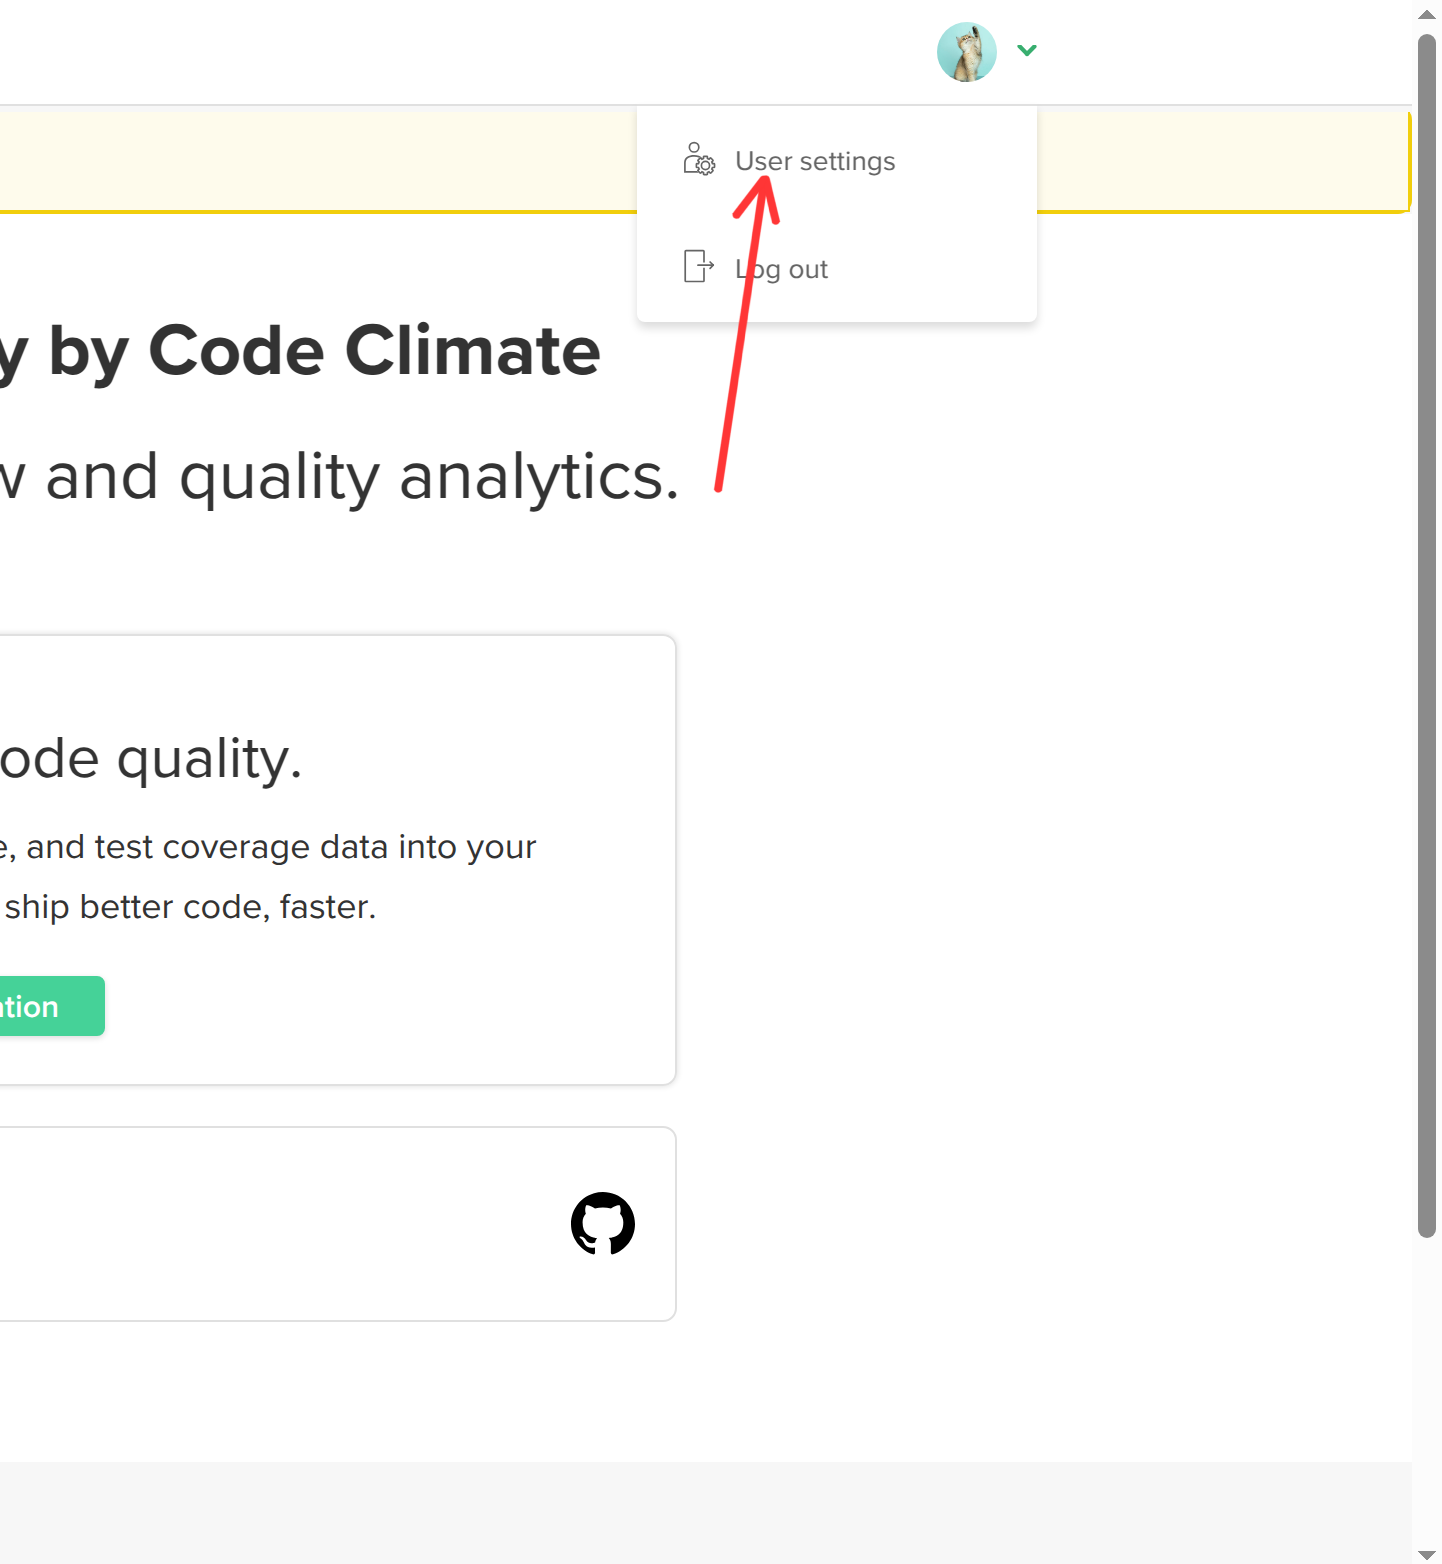 User settings
Log out
y by Code Climate
and quality analytics.
ode quality.
, and test coverage data into your
ship better code, faster.
tion